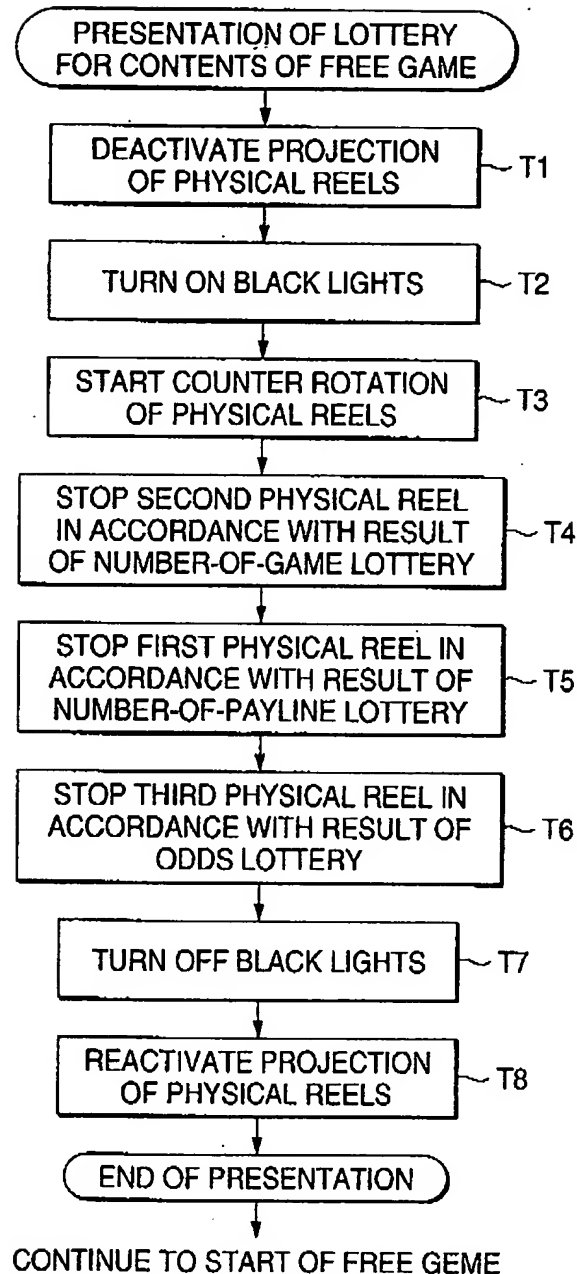 PRESENTATION OF LOTTERY
FOR CONTENTS OF FREE GAME
DEACTIVATE PROJECTION
OF PHYSICAL REELS
T1
TURN ON BLACK LIGHTS
T2
START COUNTER ROTATION
OF PHYSICAL REELS
T3
STOP SECOND PHYSICAL REEL
IN ACCORDANCE WITH RESULT
OF NUMBER-OF-GAME LOTTERY
T4
STOP FIRST PHYSICAL REEL IN
ACCORDANCE WITH RESULT OF
NUMBER-OF-PAYLINE LOTTERY
T5
STOP THIRD PHYSICAL REEL IN
ACCORDANCE WITH RESULT OF
ODDS LOTTERY
T6
TURN OFF BLACK LIGHTS
T7
REACTIVATE PROJECTION
OF PHYSICAL REELS
T8
END OF PRESENTATION
CONTINUE TO START OF FREE GEME